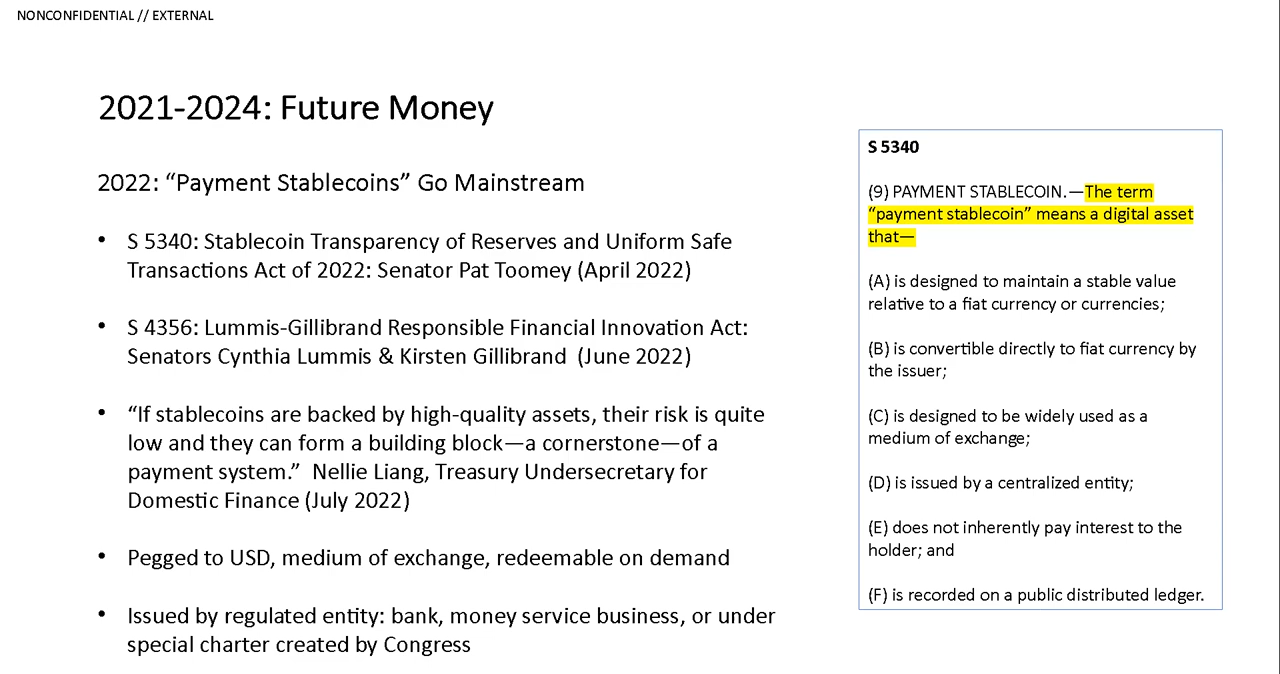 NONCONFIDENTIAL // EXTERNAL
2021-2024: Future Money
2022: “Payment Stablecoins” Go Mainstream
• S 5340: Stablecoin Transparency of Reserves and Uniform Safe
Transactions Act of 2022: Senator Pat Toomey (April 2022)
• S 4356: Lummis-Gillibrand Responsible Financial Innovation Act:
Senators Cynthia Lummis & Kirsten Gillibrand (June 2022)
• “If stablecoins are backed by high-quality assets, their risk is quite
low and they can form a building block—a cornerstone—of a
payment system.” Nellie Liang, Treasury Undersecretary for
Domestic Finance (July 2022)
• Pegged to USD, medium of exchange, redeemable on demand
• Issued by regulated entity: bank, money service business, or under
special charter created by Congress
S 5340
(9) PAYMENT STABLECOIN.—The term
“payment stablecoin” means a digital asset
that—
(A) is designed to maintain a stable value
relative to a fiat currency or currencies;
(B) is convertible directly to fiat currency by
the issuer;
(C) is designed to be widely used as a
medium of exchange;
(D) is issued by a centralized entity;
(E) does not inherently pay interest to the
holder; and
(F) is recorded on a public distributed ledger.